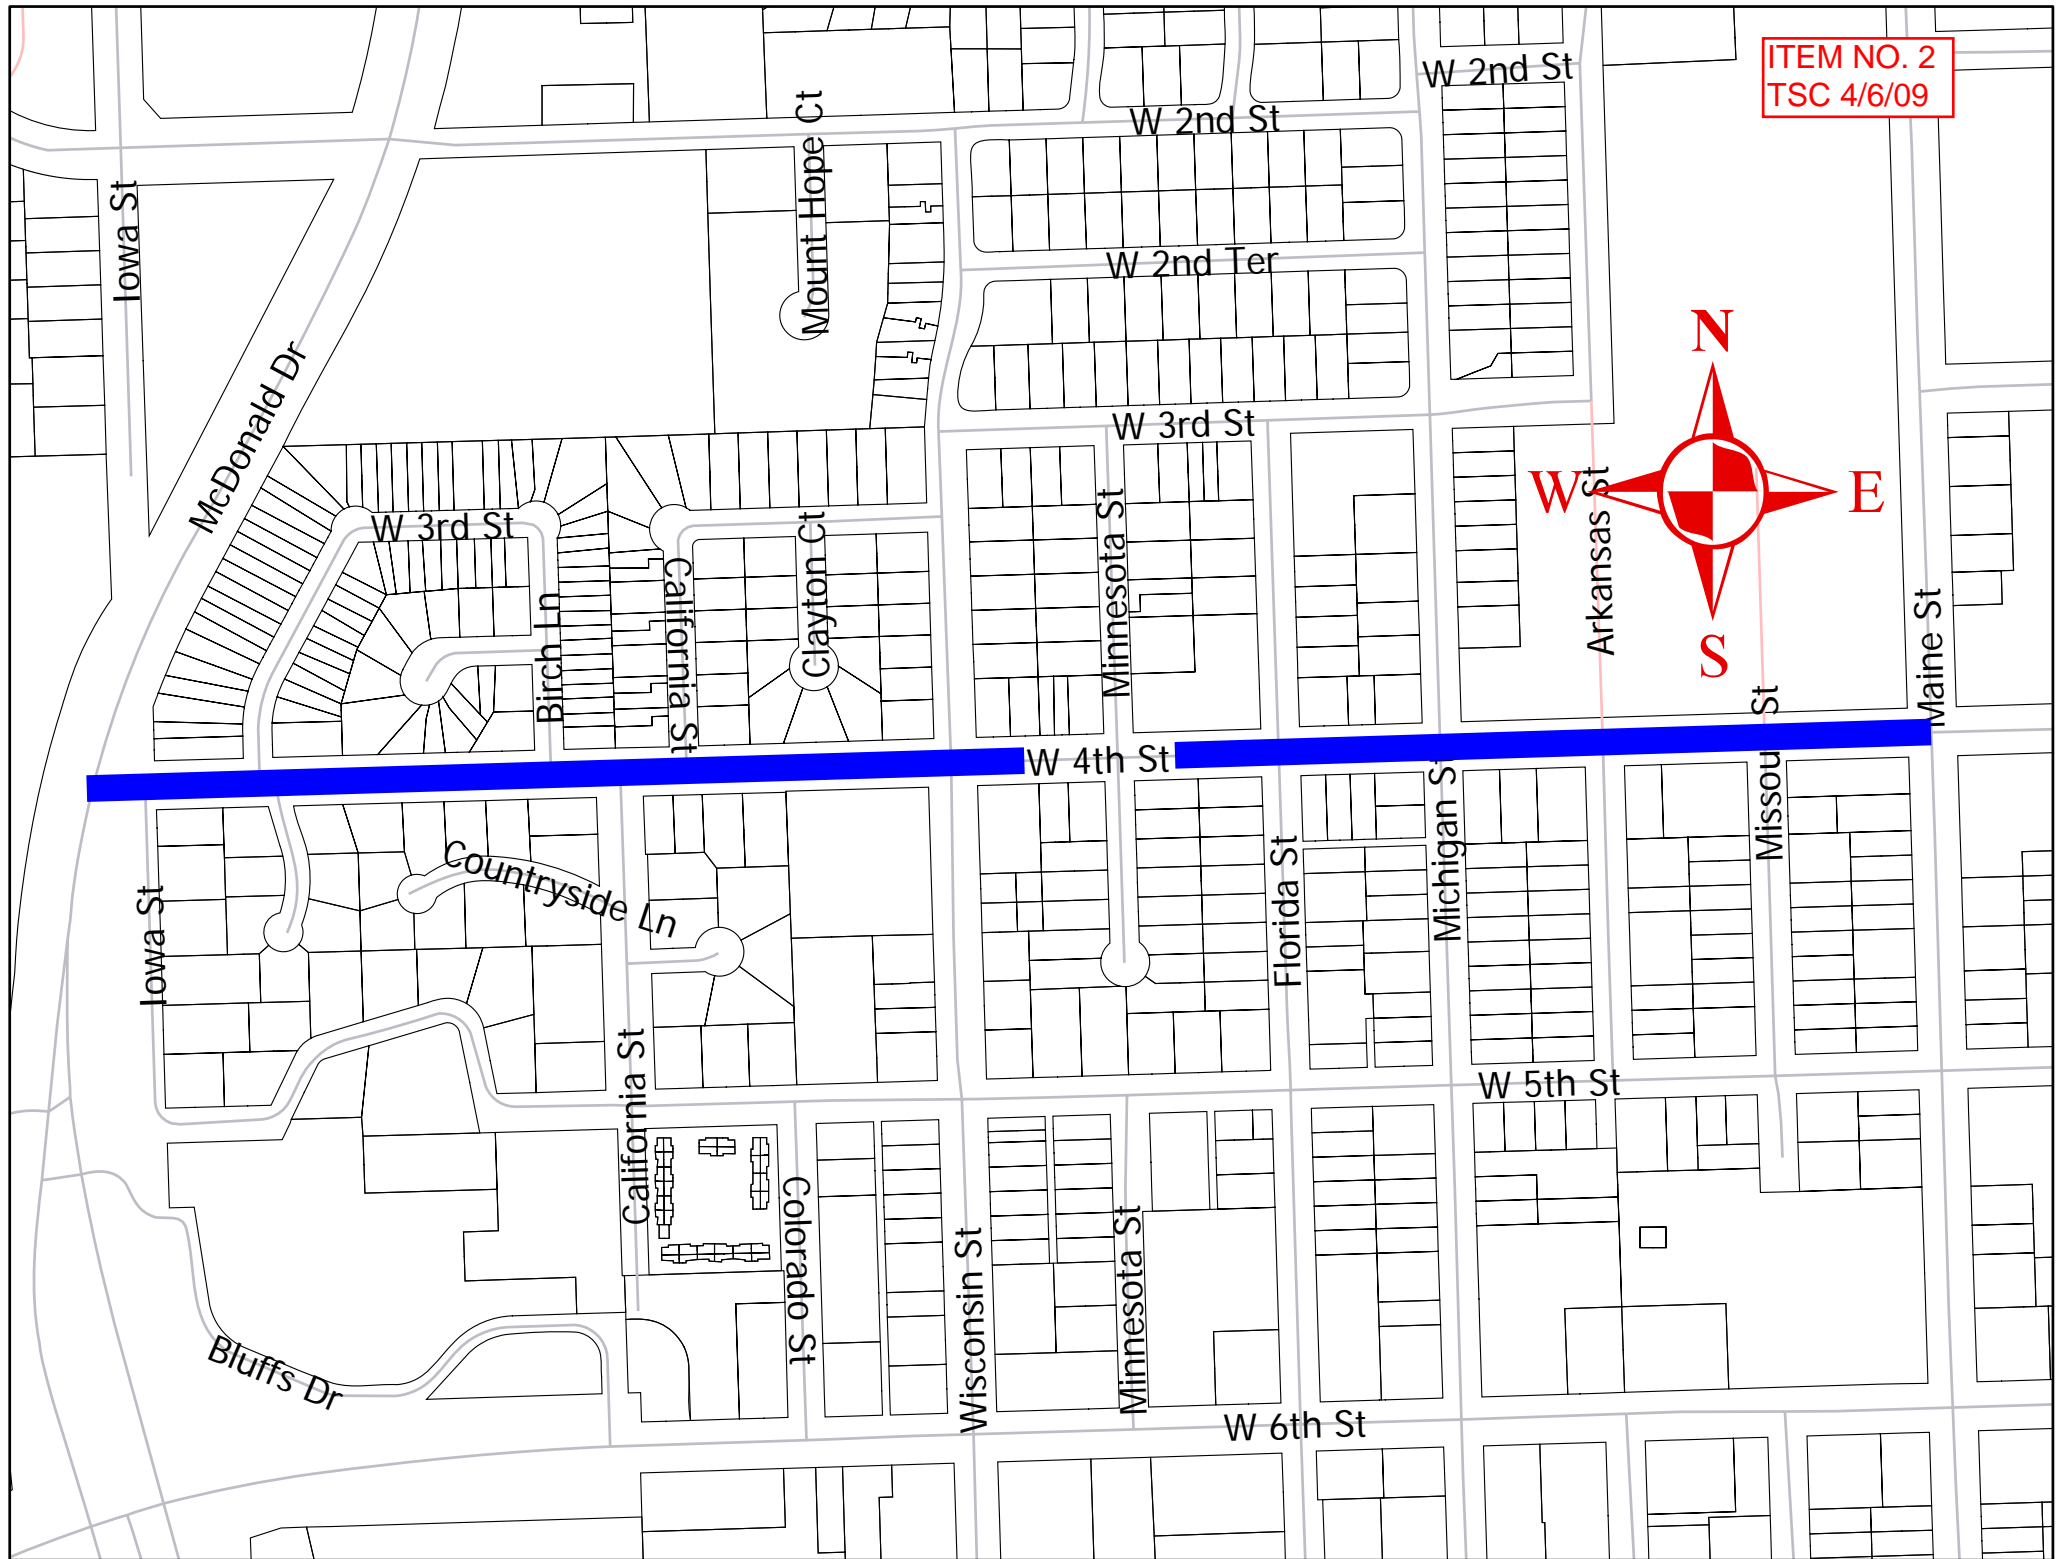 ITEM NO. 2
TSC 4/6/09
W 2nd St
W 2nd St
Mount Hope Ct
Iowa St
W 2nd Ter
N
McDonald Dr
W 3rd St
W
E
Arkansas St
W 3rd St
Clayton Ct
Minnesota St
California St
Birch Ln
S
Maine St
Missou St
W 4th St
Michigan St
Countryside Ln
Florida St
Iowa St
W 5th St
California St
Colorado St
Wisconsin St
Minnesota St
Bluffs Dr
W 6th St